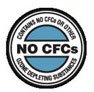 CONTAINS NO CFCs OR OTHER
NO CFCs
OZONE DEPLETING SUBSTANCES